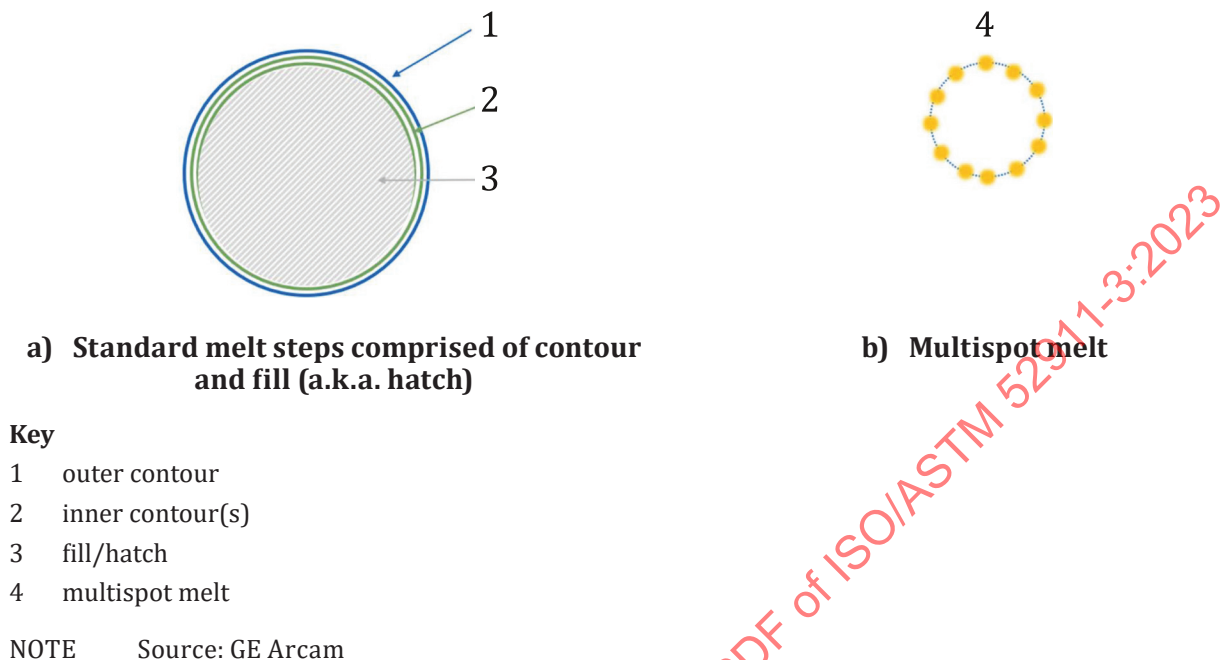 1
2
3
4
a) Standard melt steps comprised of contour
and fill (a.k.a. hatch)
b) Multispot melt
Key
1 outer contour
2 inner contour(s)
3 fill/hatch
4 multispot melt
NOTE Source: GE Arcam
PDF of ISO/ASTM 52911-3:2023